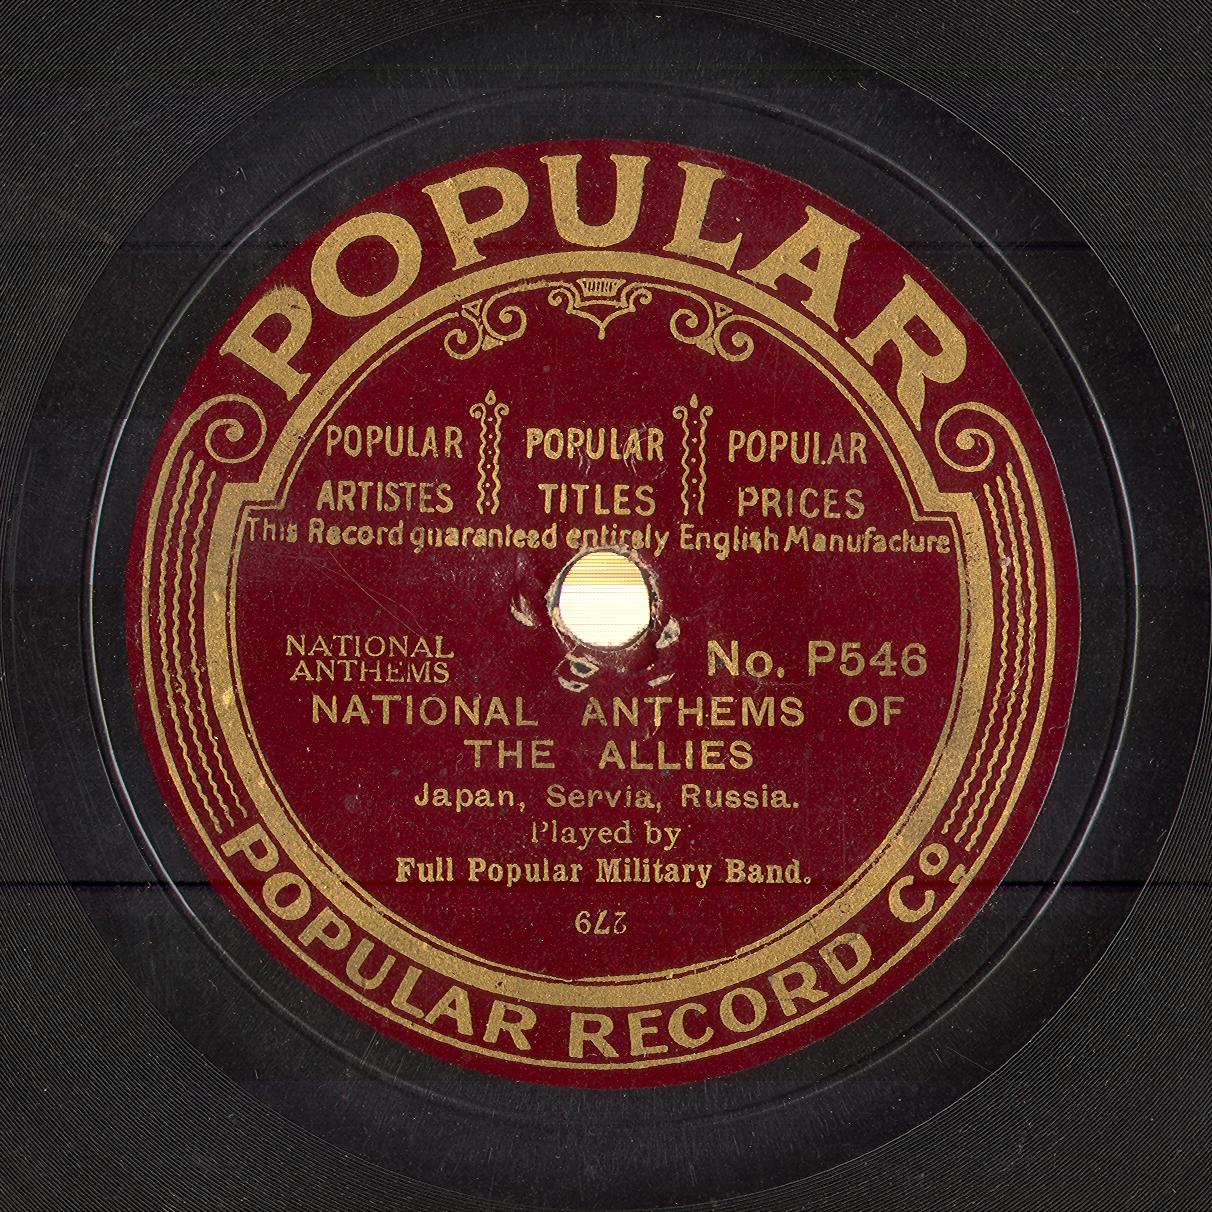 POPULAR
POPULAR ARTISTES
POPULAR TITLES
POPULAR PRICES
This Record guaranteed entirely English Manufacture
NATIONAL ANTHEMS
No. P546
NATIONAL ANTHEMS OF
THE ALLIES
Japan, Servia, Russia.
Played by
Full Popular Military Band.
279
POPULAR RECORD Co.